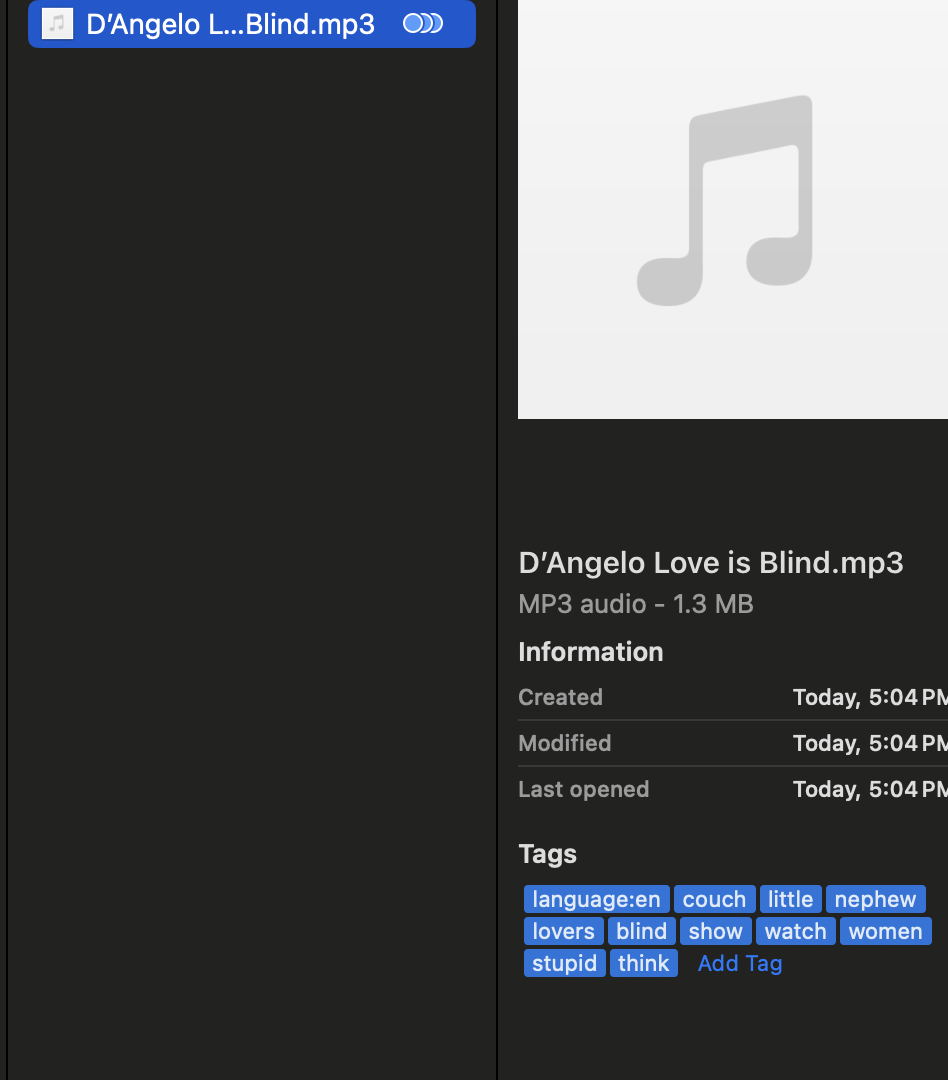 D’Angelo L...Blind.mp3
D’Angelo Love is Blind.mp3
MP3 audio - 1.3 MB
Information
Created Today, 5:04 PM
Modified Today, 5:04 PM
Last opened Today, 5:04 PM
Tags
language:en couch little nephew
lovers blind show watch women
stupid think Add Tag